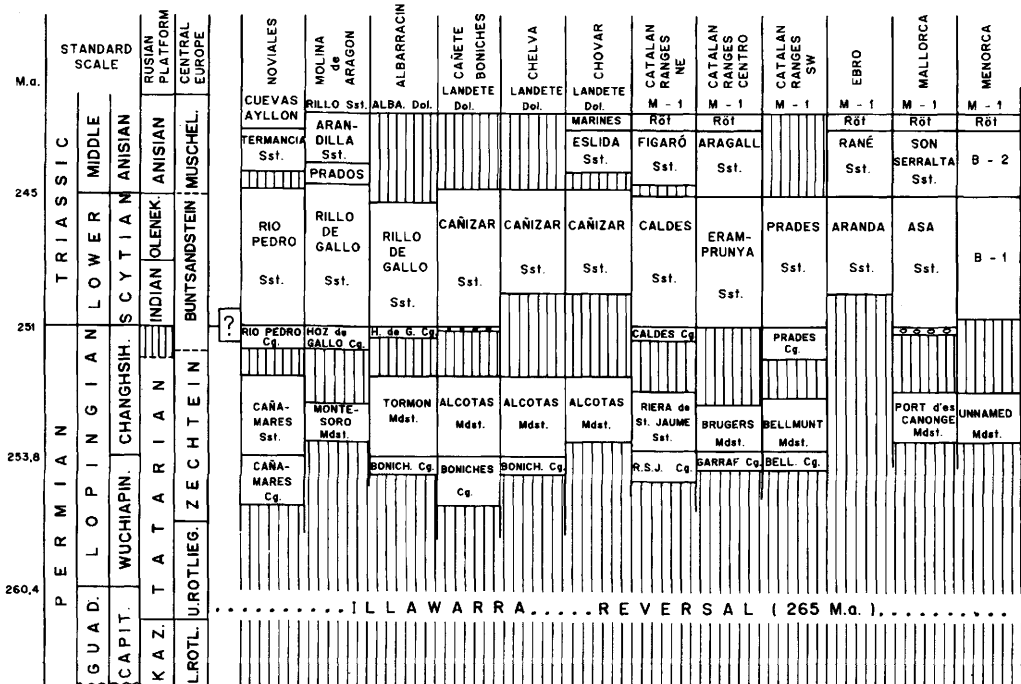 M.a.
STANDARD
SCALE
RUSIAN
PLATFORM
CENTRAL
EUROPE
NOVIALES
MOLINA
de
ARAGON
ALBARRACIN
CAÑETE
BONICHES
CHELVA
CHOVAR
CATALAN
RANGES
NE
CATALAN
RANGES
CENTRO
CATALAN
RANGES
SW
EBRO
MALLORCA
MENORCA
245
251
253,8
260,4
TRIASSIC
PERMIAN
MIDDLE
LOWER
LOPINGIAN
GUAD.
ANISIAN
SCYTIAN
CHANGHSIH.
WUCHIAPIN.
CAPIT.
ANISIAN
OLENEK.
INDIAN
TATARIAN
KAZ.
MUSCHEL.
BUNTSANDSTEIN
ZECHTEIN
U.ROTLIEG.
L.ROTL.
?
CUEVAS
AYLLON
TERMANCIA
Sst.
RIO
PEDRO
Sst.
RIO PEDRO
Cg.
CAÑA-
MARES
Sst.
CAÑA-
MARES
Cg.
RILLO Sst.
ARAN-
DILLA
Sst.
PRADOS
RILLO
DE
GALLO
Sst.
HOZ de
GALLO Cg.
MONTE-
SORO
Mdst.
ALBA. Dol.
RILLO
DE
GALLO
Sst.
H. de G. Cg.
TORMON
Mdst.
BONICH. Cg.
LANDETE
Dol.
CAÑIZAR
Sst.
ALCOTAS
Mdst.
BONICHES
Cg.
LANDETE
Dol.
CAÑIZAR
Sst.
ALCOTAS
Mdst.
BONICH. Cg.
LANDETE
Dol.
MARINES
ESLIDA
Sst.
CAÑIZAR
Sst.
ALCOTAS
Mdst.
M - 1
Röt
FIGARÓ
Sst.
CALDES
Sst.
CALDES Cg
RIERA de
St. JAUME
Sst.
R.S.J. Cg.
M - 1
Röt
ARAGALL
Sst.
ERAM-
PRUNYA
Sst.
BRUGERS
Mdst.
GARRAF Cg.
M - 1
PRADES
Sst.
PRADES
Cg.
BELLMUNT
Mdst.
BELL. Cg.
M - 1
Röt
RANÉ
Sst.
ARANDA
Sst.
M - 1
Röt
SON
SERRALTA
Sst.
ASA
Sst.
PORT d'es
CANONGE
Mdst.
M - 1
Röt
B - 2
B - 1
UNNAMED
Mdst.
ILLAWARRA.....REVERSAL (265 M.a.)